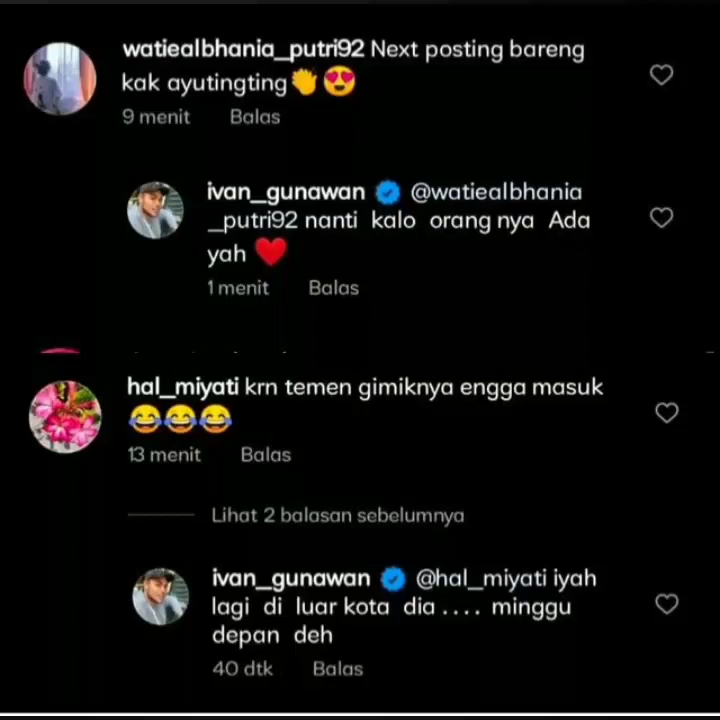 watiealbhania_putri92 Next posting bareng
kak ayutingting👏😍
9 menit Balas
ivan_gunawan @watiealbhania
_putri92 nanti kalo orang nya Ada
yah ❤️
1 menit Balas
hal_miyati krn temen gimiknya engga masuk
😂😂😂
13 menit Balas
Lihat 2 balasan sebelumnya
ivan_gunawan @hal_miyati iyah
lagi di luar kota dia .... minggu
depan deh
40 dtk Balas